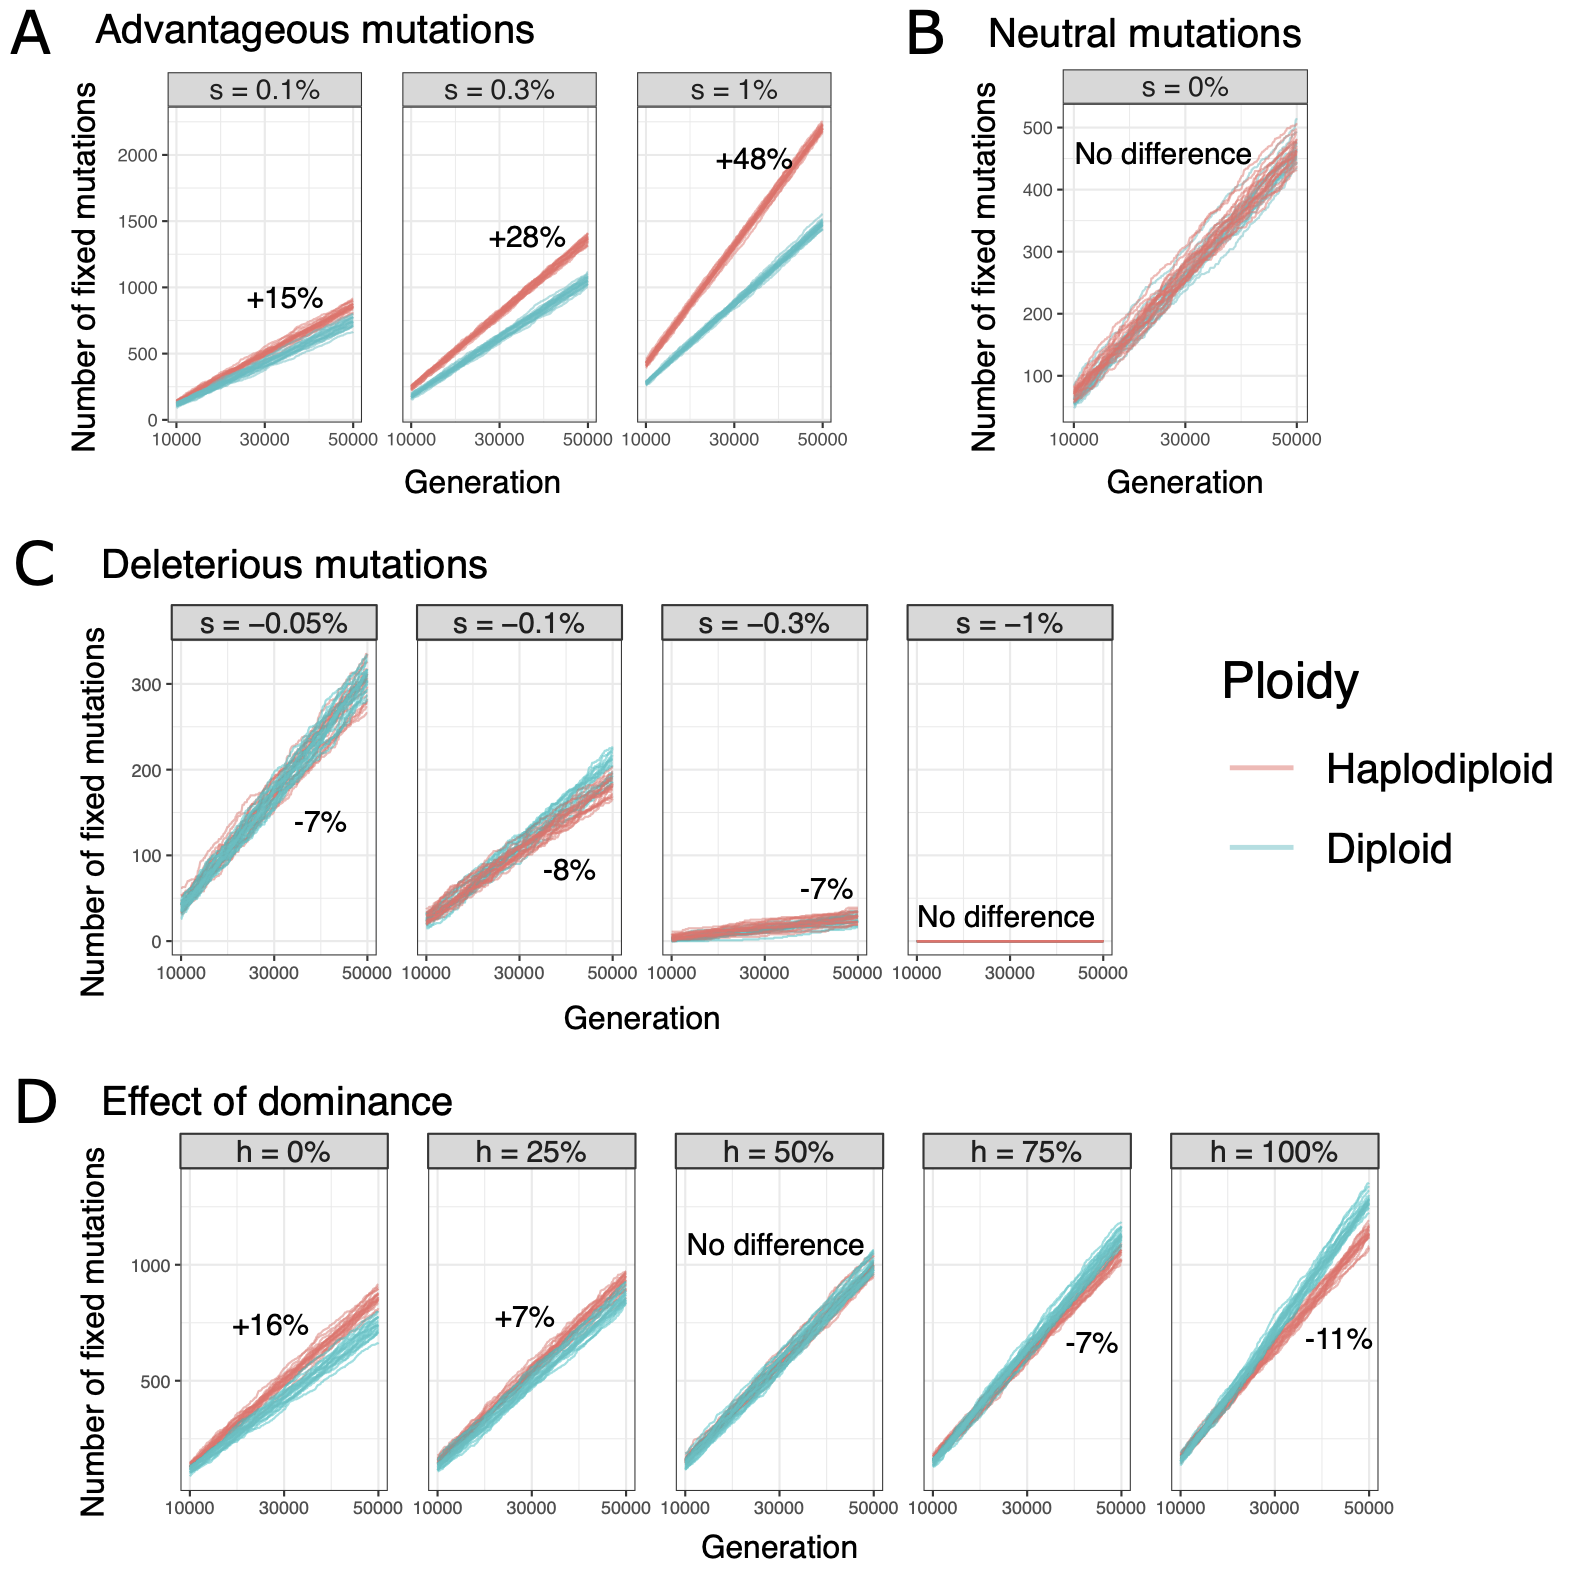 A Advantageous mutations
s = 0.1% s = 0.3% s = 1%
Number of fixed mutations
2000
1500
1000
500
0
+15%
+28%
+48%
10000 30000 50000 10000 30000 50000 10000 30000 50000
Generation
B Neutral mutations
s = 0%
Number of fixed mutations
500
400
300
200
100
No difference
10000 30000 50000
Generation
C Deleterious mutations
s = −0.05% s = −0.1% s = −0.3% s = −1%
Number of fixed mutations
300
200
100
0
-7%
-8%
-7%
No difference
10000 30000 50000 10000 30000 50000 10000 30000 50000 10000 30000 50000
Generation
Ploidy
Haplodiploid
Diploid
D Effect of dominance
h = 0% h = 25% h = 50% h = 75% h = 100%
Number of fixed mutations
1000
500
+16%
+7%
No difference
-7%
-11%
10000 30000 50000 10000 30000 50000 10000 30000 50000 10000 30000 50000 10000 30000 50000
Generation